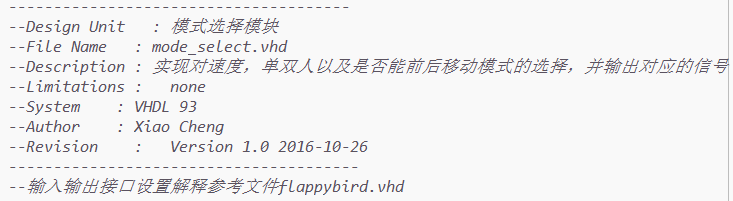 --------------------------------------
--Design Unit   : 模式选择模块
--File Name   : mode_select.vhd
--Description : 实现对速度，单双人以及是否能前后移动模式的选择，并输出对应的信号
--Limitations :   none
--System    : VHDL 93
--Author    : Xiao Cheng
--Revision    :   Version 1.0 2016-10-26
---------------------------------------
--输入输出接口设置解释参考文件flappybird.vhd